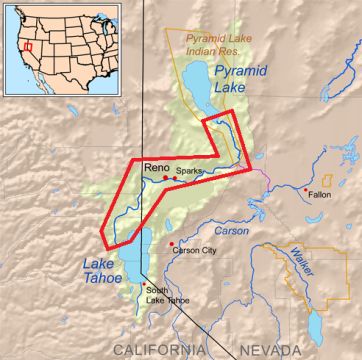 Pyramid Lake
Indian Res.
Pyramid
Lake
Reno
Sparks
Fallon
Carson
Carson City
Walker
Lake
Tahoe
South
Lake Tahoe
CALIFORNIA
NEVADA